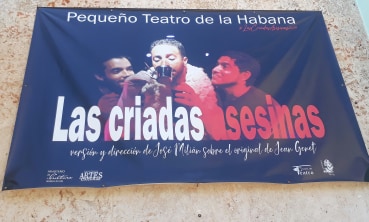 Pequeño Teatro de la Habana
Las criadas Asesinas
versión y dirección de José Milián sobre el original de Jean Genet
ARTES